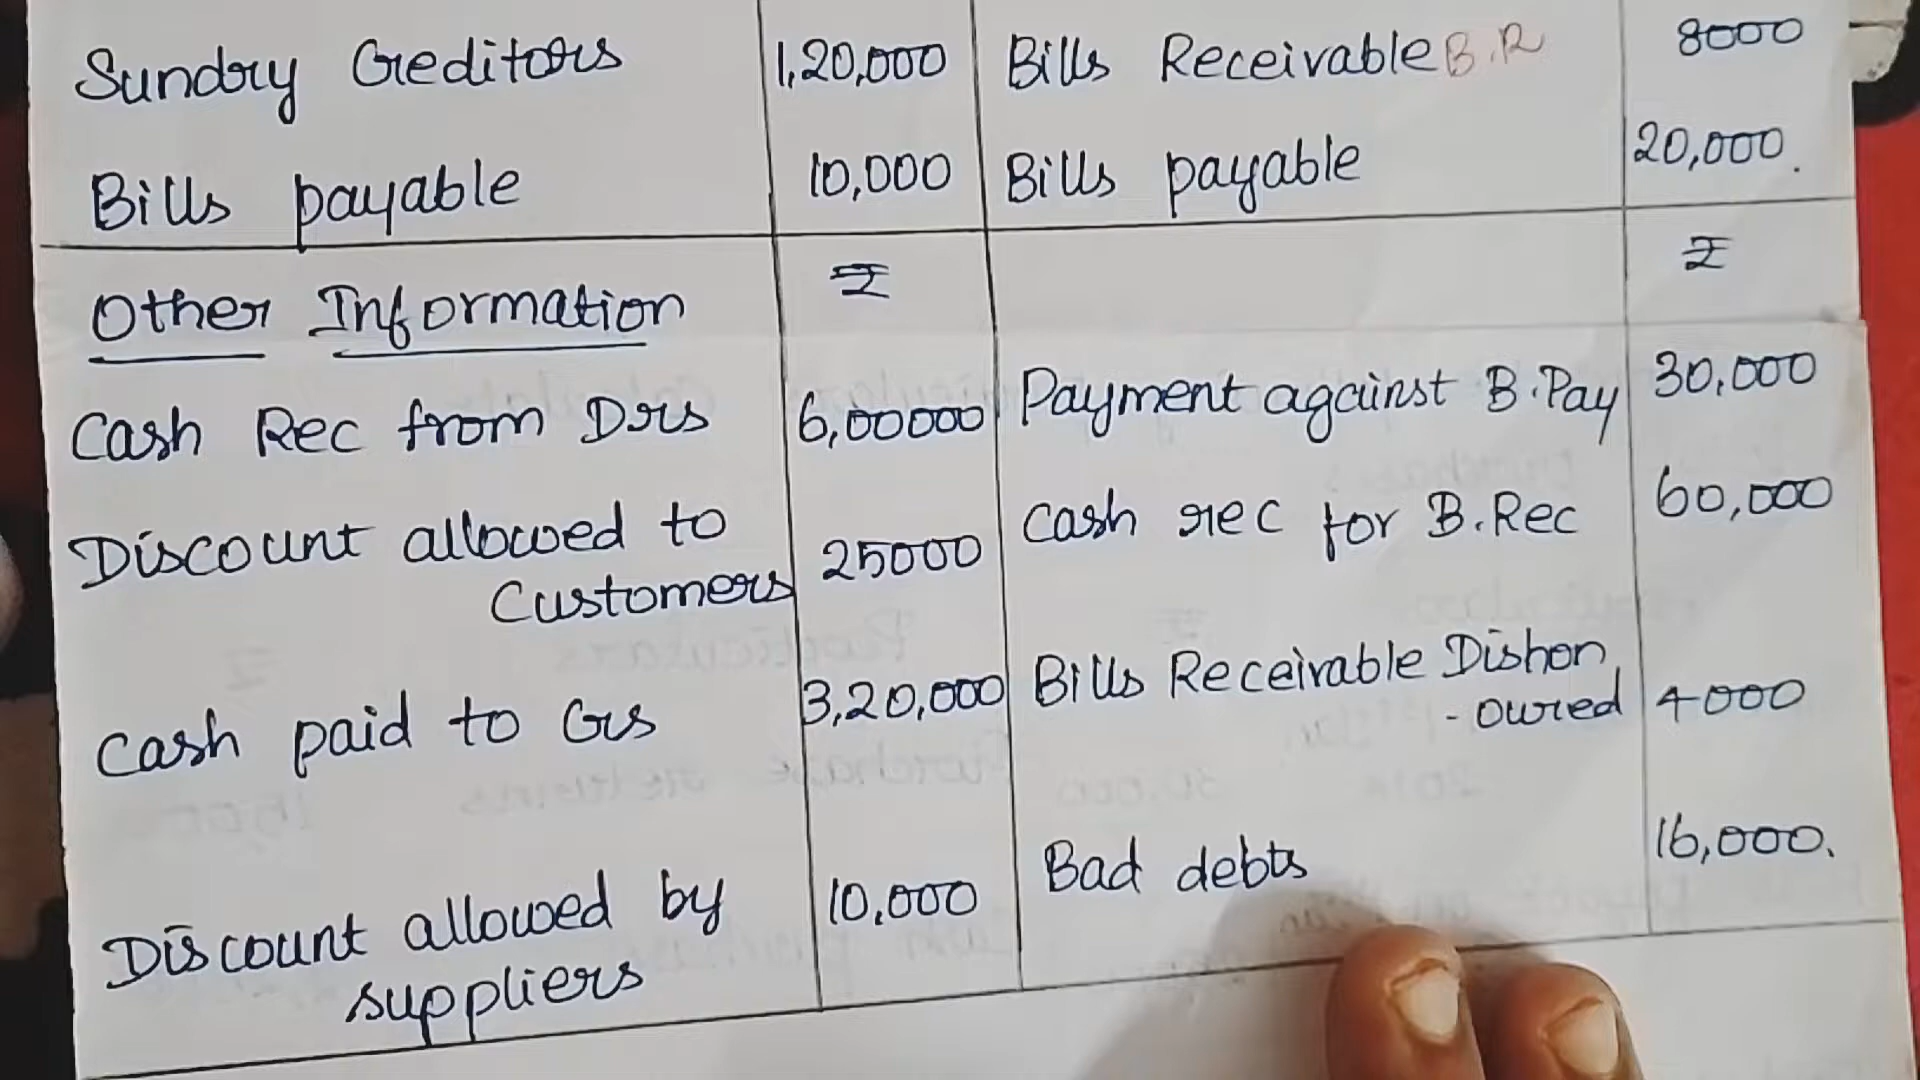 Sundry Creditors 1,20,000 Bills Receivable B.R 8000
Bills payable 10,000 Bills payable 20,000.
Other Information ₹ ₹
Cash Rec from Drs 6,00000 Payment against B.Pay 30,000
Discount allowed to Customers 25000 Cash rec for B.Rec 60,000
Cash paid to Crs 3,20,000 Bills Receivable Dishon -oured 4000
Discount allowed by suppliers 10,000 Bad debts 16,000.